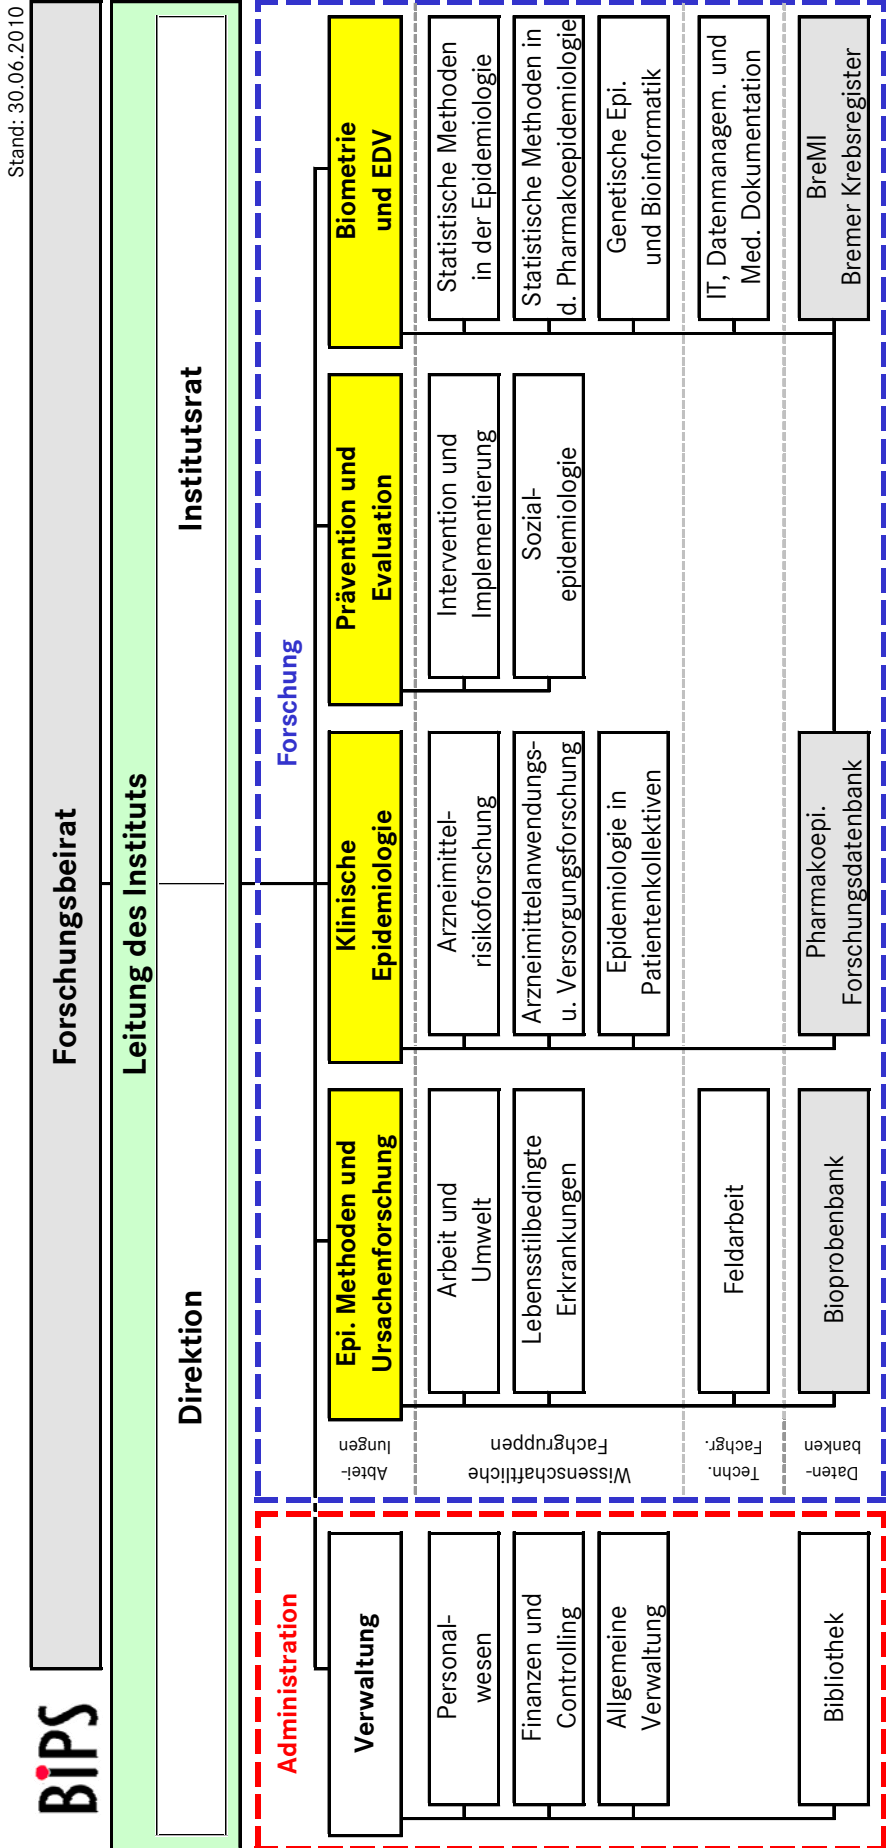 BiPS
Stand: 30.06.2010
Forschungsbeirat
Leitung des Instituts
Direktion
Institutsrat
Administration
Verwaltung
Personal-
wesen
Finanzen und
Controlling
Allgemeine
Verwaltung
Bibliothek
Forschung
Abtei-
lungen
Wissenschaftliche
Fachgruppen
Techn.
Fachgr.
Daten-
banken
Epi. Methoden und
Ursachenforschung
Arbeit und
Umwelt
Lebensstilbedingte
Erkrankungen
Feldarbeit
Bioprobenbank
Klinische
Epidemiologie
Arzneimittel-
risikoforschung
Arzneimittelanwendungs-
u. Versorgungsforschung
Epidemiologie in
Patientenkollektiven
Pharmakoepi.
Forschungsdatenbank
Prävention und
Evaluation
Intervention und
Implementierung
Sozial-
epidemiologie
Biometrie
und EDV
Statistische Methoden
in der Epidemiologie
Statistische Methoden in
d. Pharmakoepidemiologie
Genetische Epi.
und Bioinformatik
IT, Datenmanagem. und
Med. Dokumentation
BreMI
Bremer Krebsregister